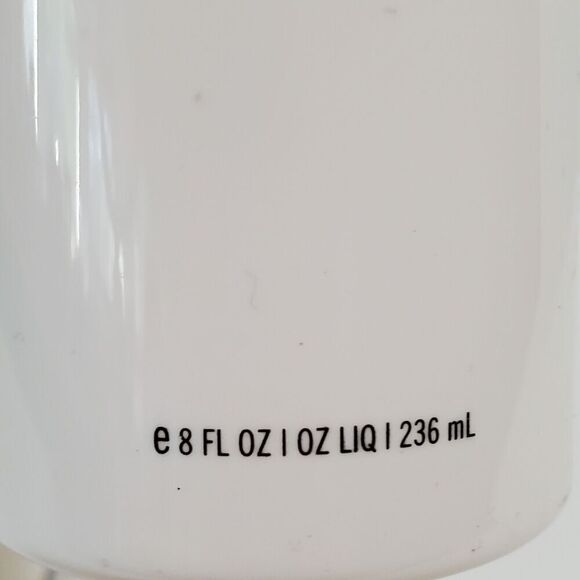 ℮ 8 FL OZ | OZ LIQ | 236 mL